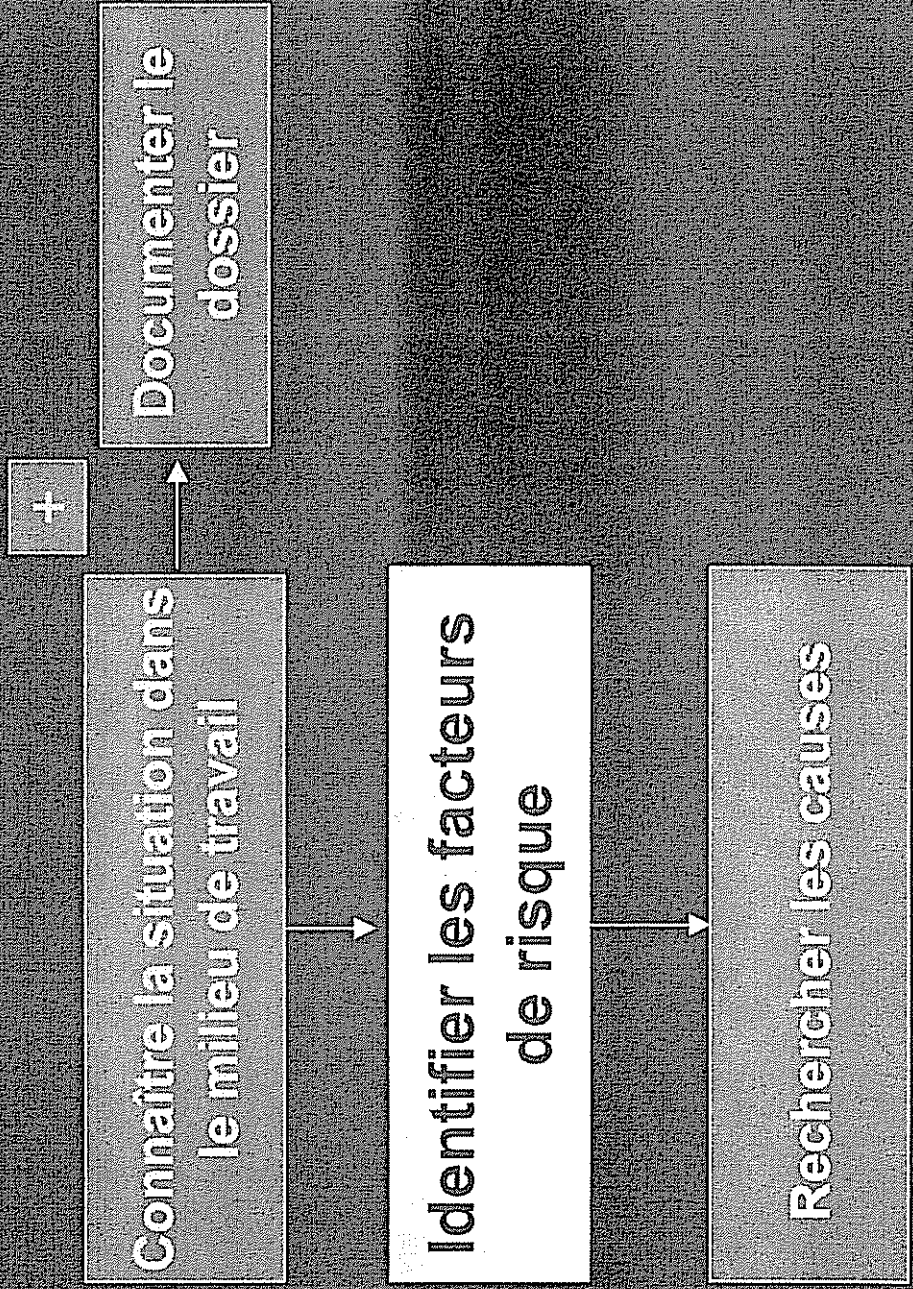 Connaître la situation dans
le milieu de travail
+
Documenter le
dossier
Identifier les facteurs
de risque
Rechercher les causes